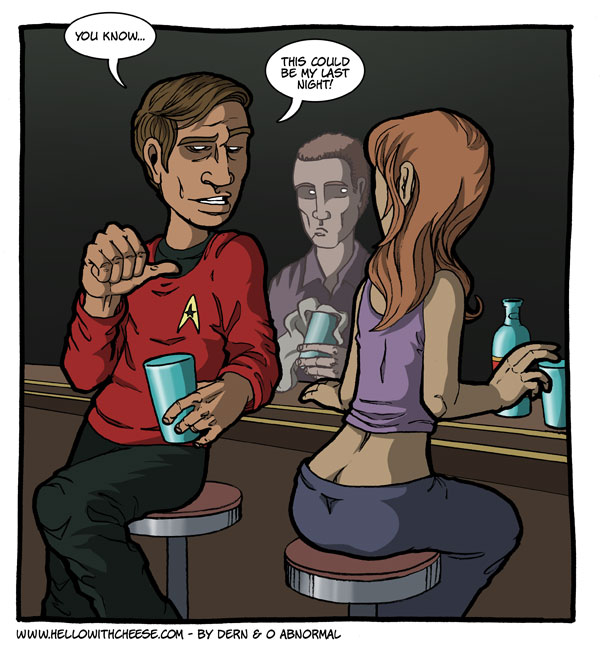 YOU KNOW...
THIS COULD
BE MY LAST
NIGHT!
WWW.HELLOWITHCHEESE.COM - BY DERN & O ABNORMAL